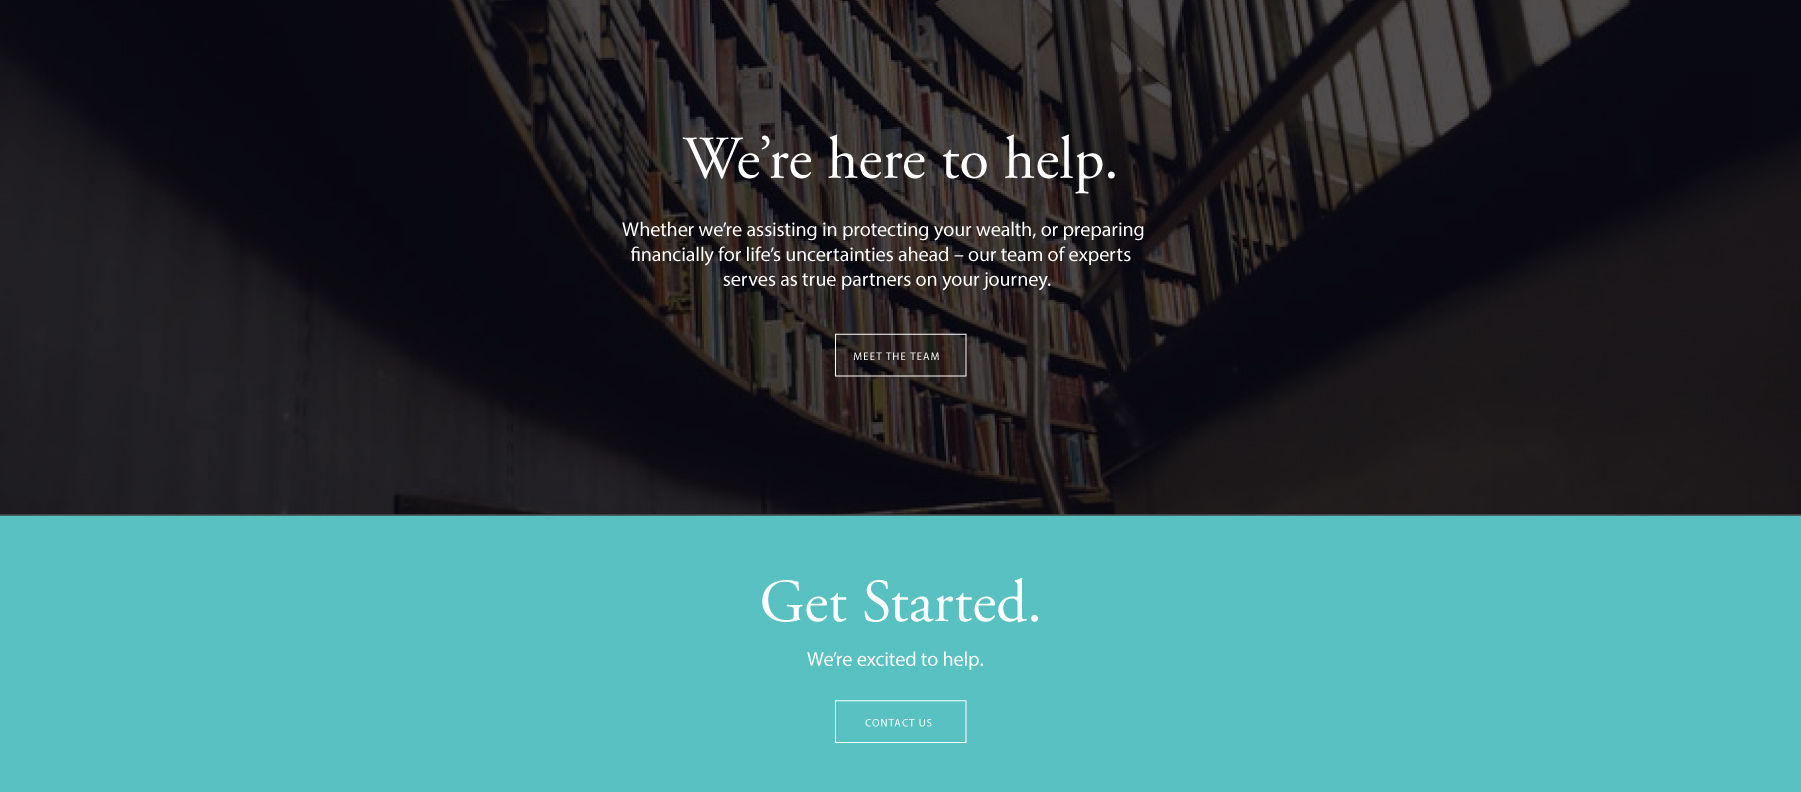 We’re here to help.
Whether we’re assisting in protecting your wealth, or preparing
financially for life’s uncertainties ahead – our team of experts
serves as true partners on your journey.
MEET THE TEAM
Get Started.
We’re excited to help.
CONTACT US